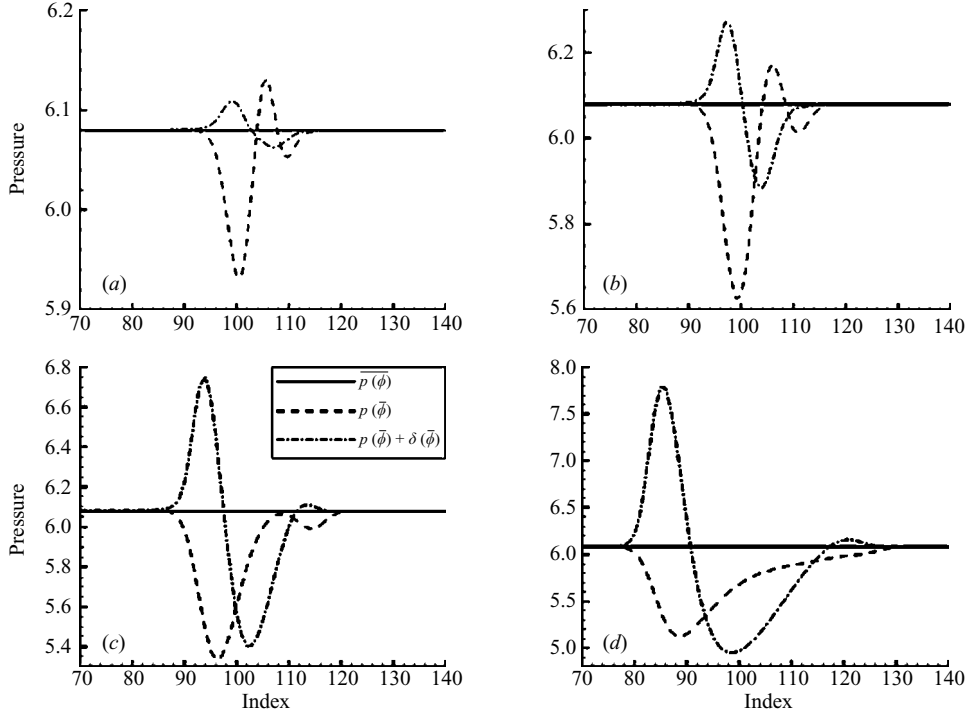 6.2
6.1
6.0
5.9
Pressure
(a)
70 80 90 100 110 120 130 140
6.2
6.0
5.8
5.6
(b)
70 80 90 100 110 120 130 140
6.8
6.6
6.4
6.2
6.0
5.8
5.6
5.4
Pressure
p (ϕ)̅
p (ϕ̅)
p (ϕ̅) + δ (ϕ̅)
(c)
70 80 90 100 110 120 130 140
Index
8.0
7.5
7.0
6.5
6.0
5.5
5.0
(d)
70 80 90 100 110 120 130 140
Index